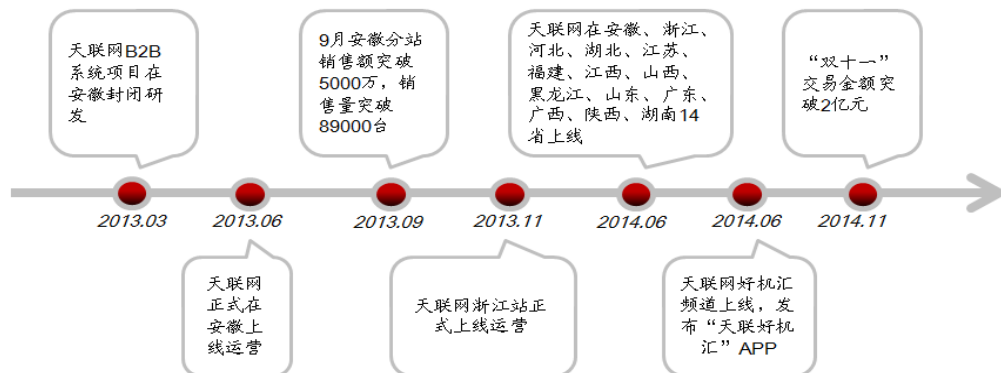 天联网B2B
系统项目在
安徽封闭研
发
9月安徽分站
销售额突破
5000万，销
售量突破
89000台
天联网在安徽、浙江、
河北、湖北、江苏、
福建、江西、山西、
黑龙江、山东、广东、
广西、陕西、湖南14
省上线
“双十一”
交易金额突
破2亿元
2013.03
2013.06
2013.09
2013.11
2014.06
2014.06
2014.11
天联网
正式在
安徽上
线运营
天联网浙江站正
式上线运营
天联网好机汇
频道上线，发
布“天联好机
汇”APP